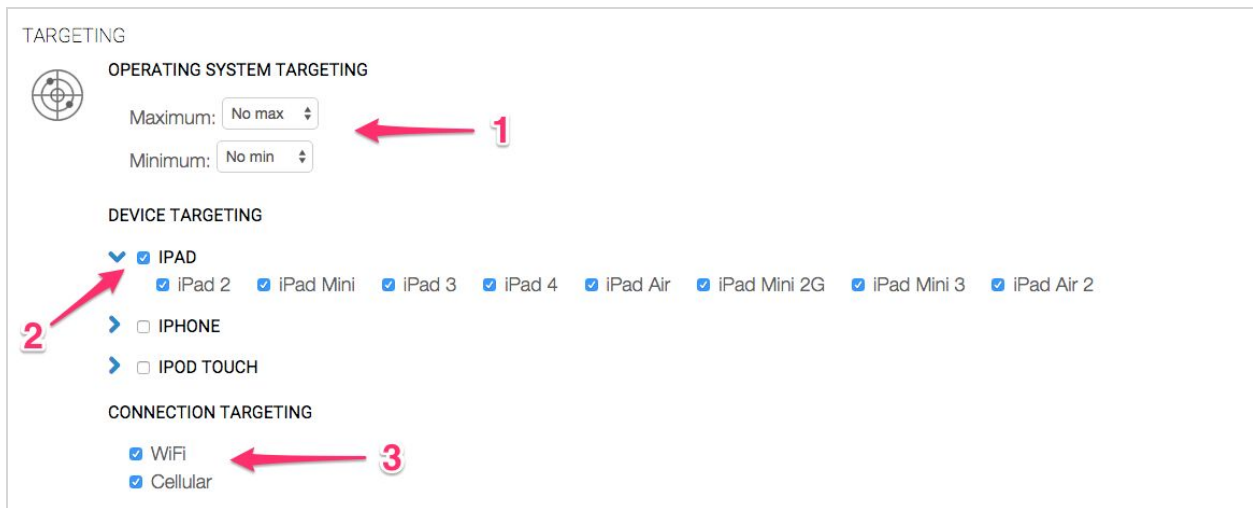 TARGETING
OPERATING SYSTEM TARGETING
Maximum: No max
1
Minimum: No min
DEVICE TARGETING
IPAD
iPad 2 iPad Mini iPad 3 iPad 4 iPad Air iPad Mini 2G iPad Mini 3 iPad Air 2
2
IPHONE
IPOD TOUCH
CONNECTION TARGETING
WiFi
3
Cellular